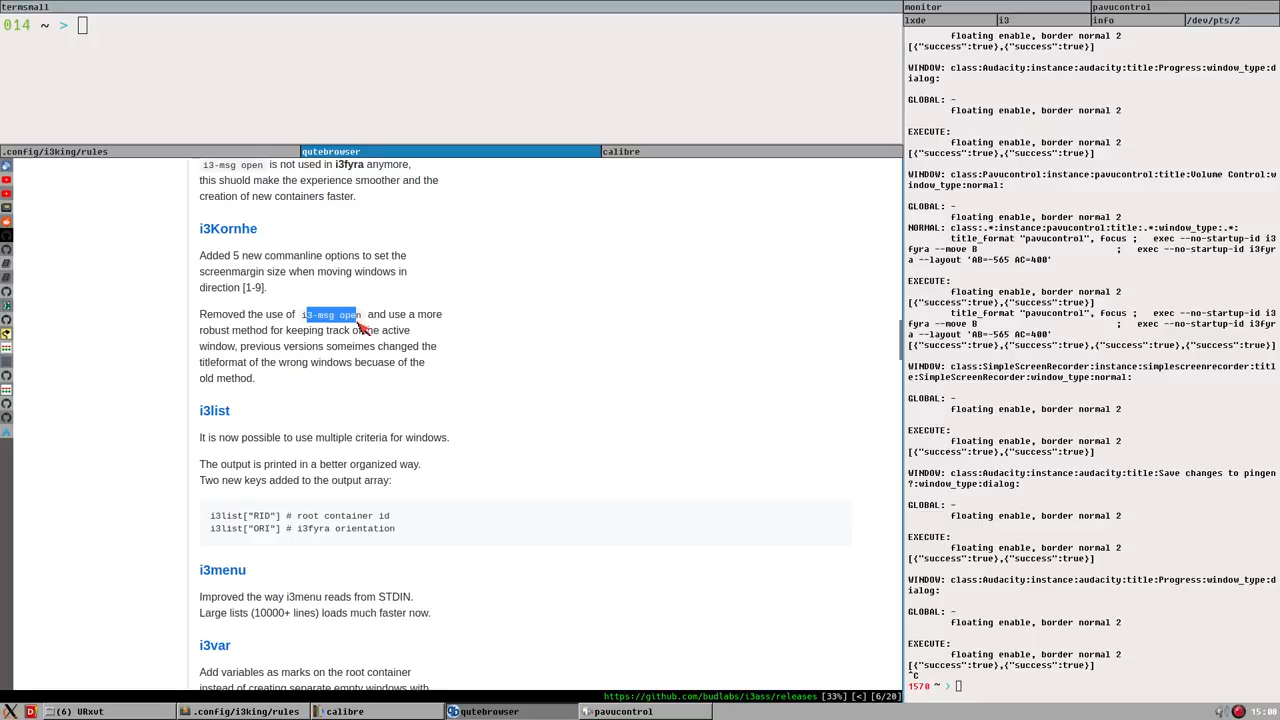 termsmall
014 ~ >
.config/i3king/rules
qutebrowser
calibre
i3-msg open is not used in i3fyra anymore,
this shuold make the experience smoother and the
creation of new containers faster.
i3Kornhe
Added 5 new commanline options to set the
screenmargin size when moving windows in
direction [1-9].
Removed the use of i3-msg open and use a more
robust method for keeping track of the active
window, previous versions someimes changed the
titleformat of the wrong windows becuase of the
old method.
i3list
It is now possible to use multiple criteria for windows.
The output is printed in a better organized way.
Two new keys added to the output array:
i3list["RID"] # root container id
i3list["ORI"] # i3fyra orientation
i3menu
Improved the way i3menu reads from STDIN.
Large lists (10000+ lines) loads much faster now.
i3var
Add variables as marks on the root container
instead of creating separate empty windows with
https://github.com/budlabs/i3ass/releases [33%] [<] [6/20]
monitor
pavucontrol
lxde
i3
info
/dev/pts/2
floating enable, border normal 2
[{"success":true},{"success":true}]
WINDOW: class:Audacity:instance:audacity:title:Progress:window_type:d
ialog:
GLOBAL: -
floating enable, border normal 2
EXECUTE:
floating enable, border normal 2
[{"success":true},{"success":true}]
WINDOW: class:Pavucontrol:instance:pavucontrol:title:Volume Control:w
indow_type:normal:
GLOBAL: -
floating enable, border normal 2
NORMAL: class:.*:instance:pavucontrol:title:.*:window_type:.*:
title_format "pavucontrol", focus ;   exec --no-startup-id i3
fyra --move B                 ;   exec --no-startup-id i3fyr
a --layout 'AB=-565 AC=400'
EXECUTE:
floating enable, border normal 2
title_format "pavucontrol", focus ;   exec --no-startup-id i3
fyra --move B                 ;   exec --no-startup-id i3fyr
a --layout 'AB=-565 AC=400'
[{"success":true},{"success":true},{"success":true},{"success":true}]
WINDOW: class:SimpleScreenRecorder:instance:simplescreenrecorder:titl
e:SimpleScreenRecorder:window_type:normal:
GLOBAL: -
floating enable, border normal 2
EXECUTE:
floating enable, border normal 2
[{"success":true},{"success":true}]
WINDOW: class:Audacity:instance:audacity:title:Save changes to pingen
?:window_type:dialog:
GLOBAL: -
floating enable, border normal 2
EXECUTE:
floating enable, border normal 2
[{"success":true},{"success":true}]
WINDOW: class:Audacity:instance:audacity:title:Progress:window_type:d
ialog:
GLOBAL: -
floating enable, border normal 2
EXECUTE:
floating enable, border normal 2
[{"success":true},{"success":true}]
^C
1570 ~ >
(6) URxvt
.config/i3king/rules
calibre
qutebrowser
pavucontrol
15:08